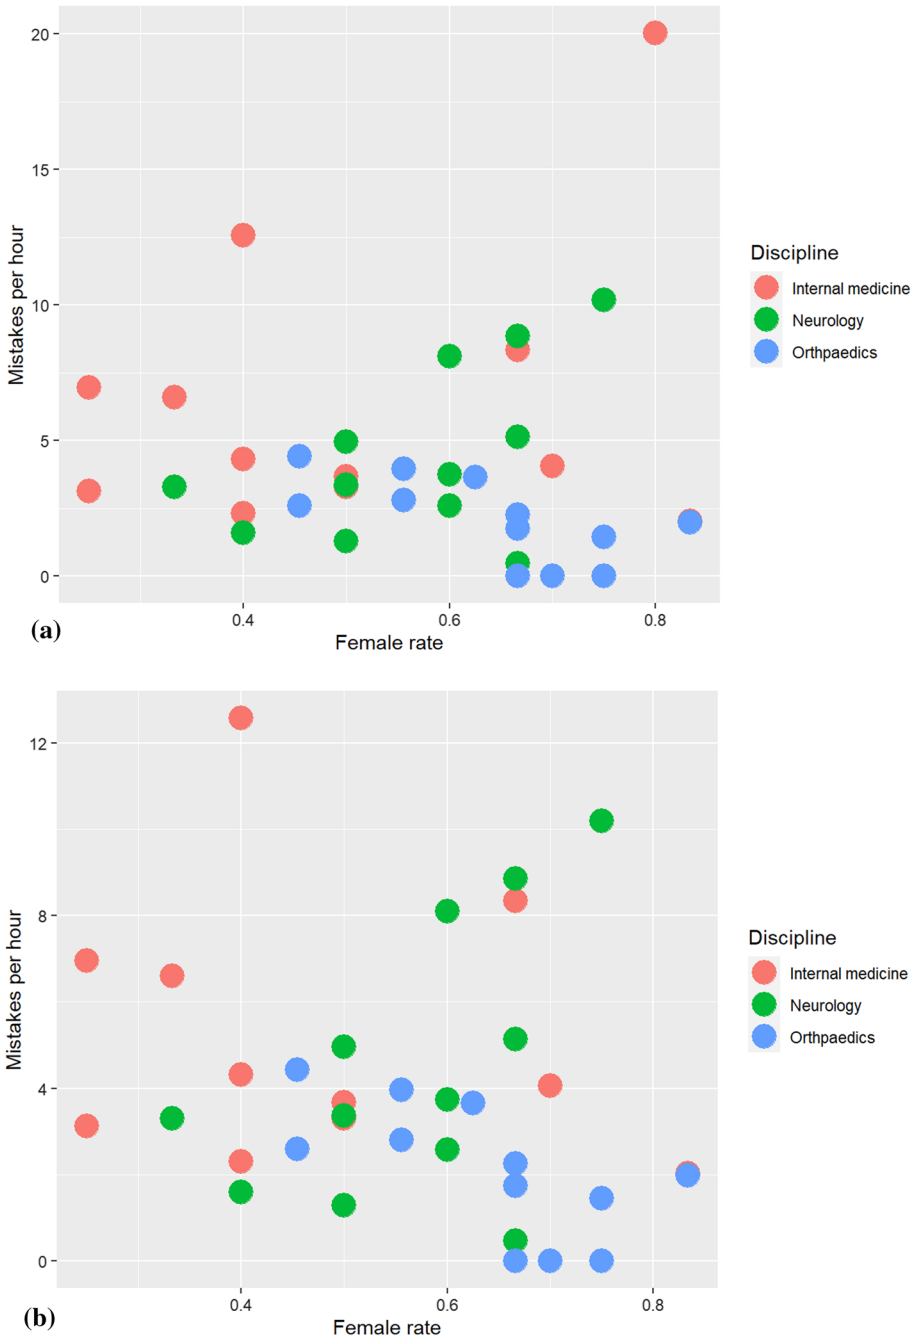 20
15
10
5
0
Mistakes per hour
0.4 0.6 0.8
Female rate
(a)
Discipline
Internal medicine
Neurology
Orthpaedics
12
8
4
0
Mistakes per hour
0.4 0.6 0.8
Female rate
(b)
Discipline
Internal medicine
Neurology
Orthpaedics